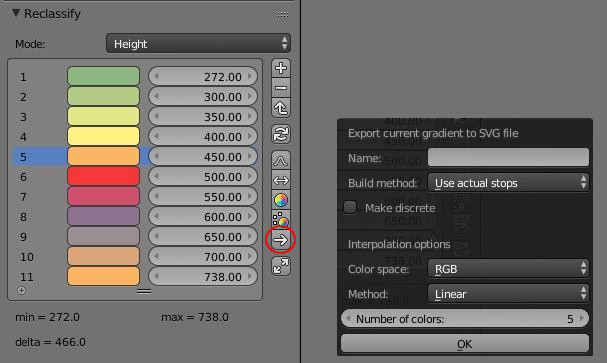 Reclassify
Mode: Height
1 272.00
2 300.00
3 350.00
4 400.00
5 450.00
6 500.00
7 550.00
8 600.00
9 650.00
10 700.00
11 738.00
min = 272.0 max = 738.0
delta = 466.0
Export current gradient to SVG file
Name:
Build method: Use actual stops
Make discrete
Interpolation options
Color space: RGB
Method: Linear
Number of colors: 5
OK